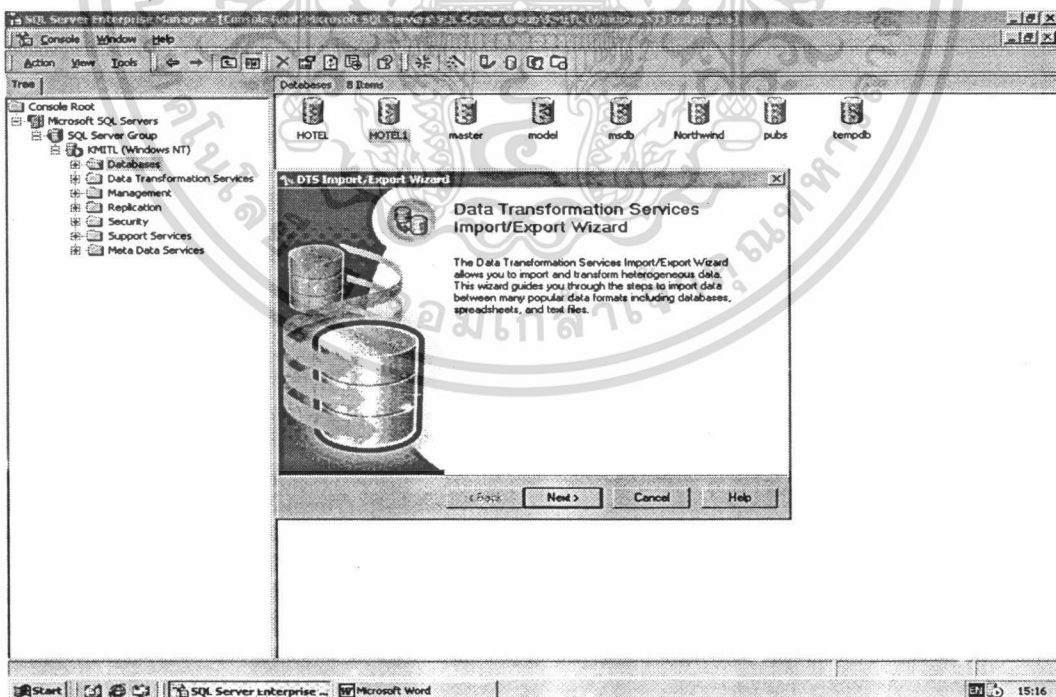 SQL Server Enterprise Manager - [Console Root\Microsoft SQL Servers\SQL Server Group\KMITL (Windows NT)\Databases]
Console Window Help
Action View Tools
Tree
Databases 8 Items
Console Root
Microsoft SQL Servers
SQL Server Group
KMITL (Windows NT)
Databases
Data Transformation Services
Management
Replication
Security
Support Services
Meta Data Services
HOTEL HOTEL1 master model msdb Northwind pubs tempdb
DTS Import/Export Wizard
Data Transformation Services
Import/Export Wizard
The Data Transformation Services Import/Export Wizard
allows you to import and transform heterogeneous data.
This wizard guides you through the steps to import data
between many popular data formats including databases,
spreadsheets, and text files.
< Back Next > Cancel Help
Start SQL Server Enterprise ... Microsoft Word EN 15:16